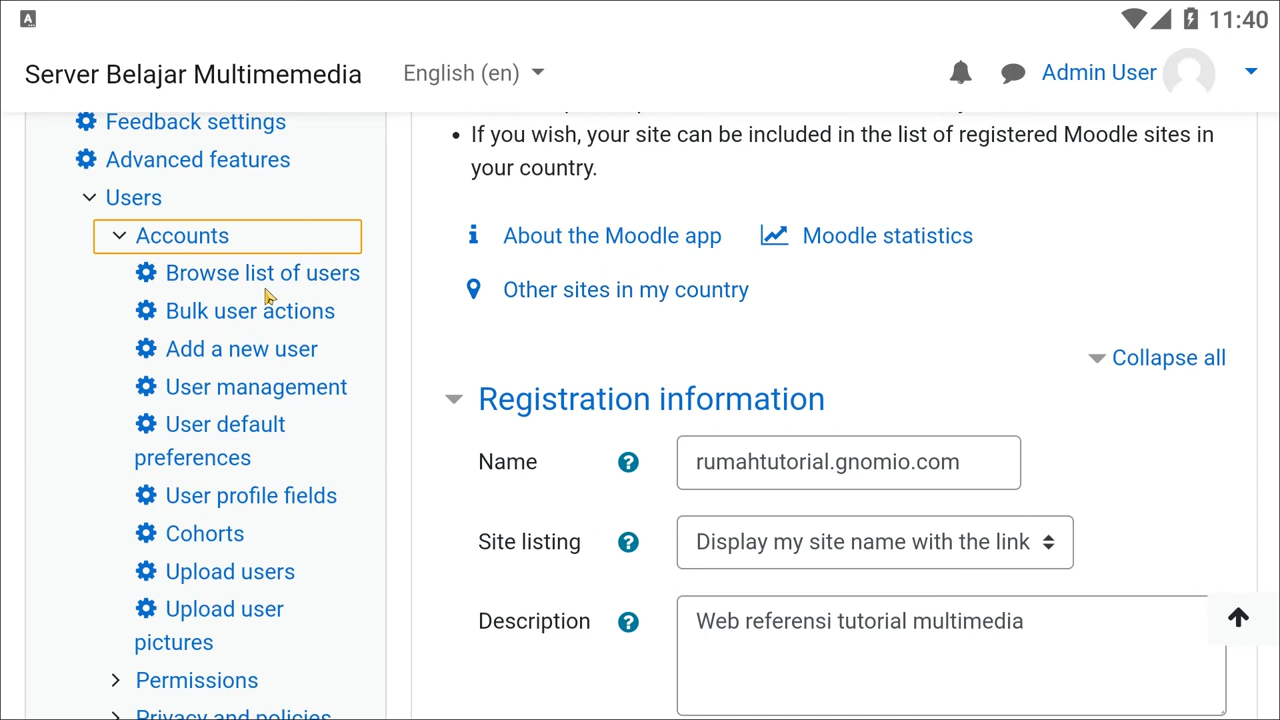 A
11:40
Server Belajar Multimemedia
English (en)
Admin User
Feedback settings
Advanced features
Users
Accounts
Browse list of users
Bulk user actions
Add a new user
User management
User default
preferences
User profile fields
Cohorts
Upload users
Upload user
pictures
Permissions
Privacy and policies
If you wish, your site can be included in the list of registered Moodle sites in
your country.
About the Moodle app
Moodle statistics
Other sites in my country
Collapse all
Registration information
Name
rumahtutorial.gnomio.com
Site listing
Display my site name with the link
Description
Web referensi tutorial multimedia